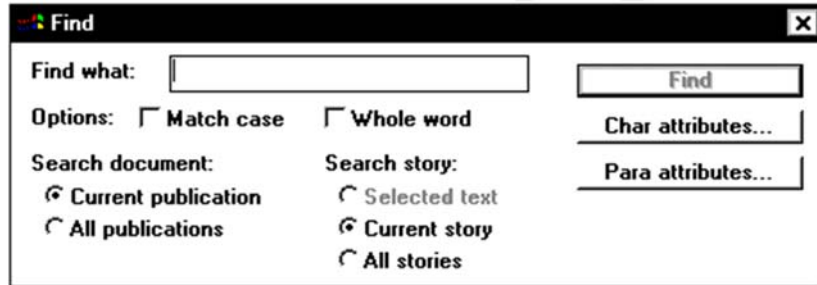 Find
Find what:
Find
Options: Match case Whole word
Char attributes...
Search document: Search story:
Para attributes...
Current publication Selected text
All publications Current story
All stories